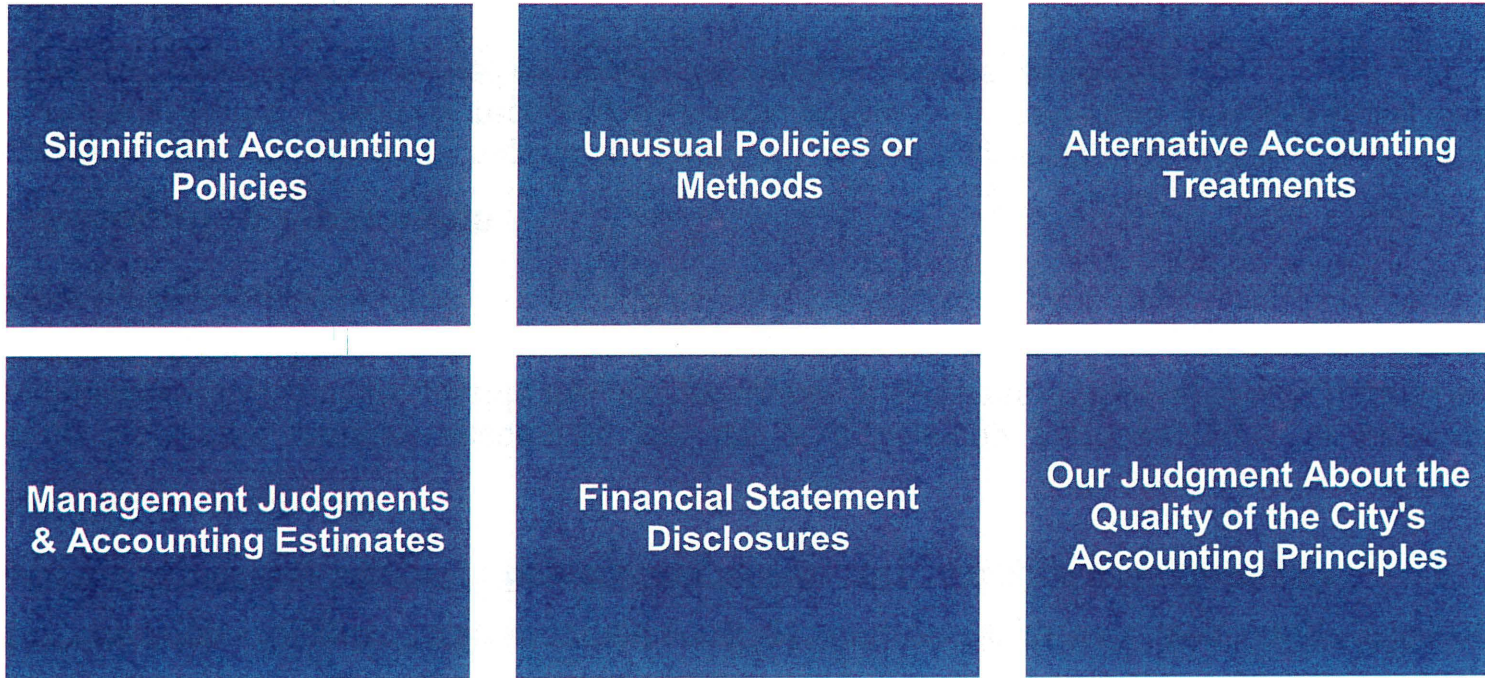 Significant Accounting
Policies
Unusual Policies or
Methods
Alternative Accounting
Treatments
Management Judgments
& Accounting Estimates
Financial Statement
Disclosures
Our Judgment About the
Quality of the City's
Accounting Principles